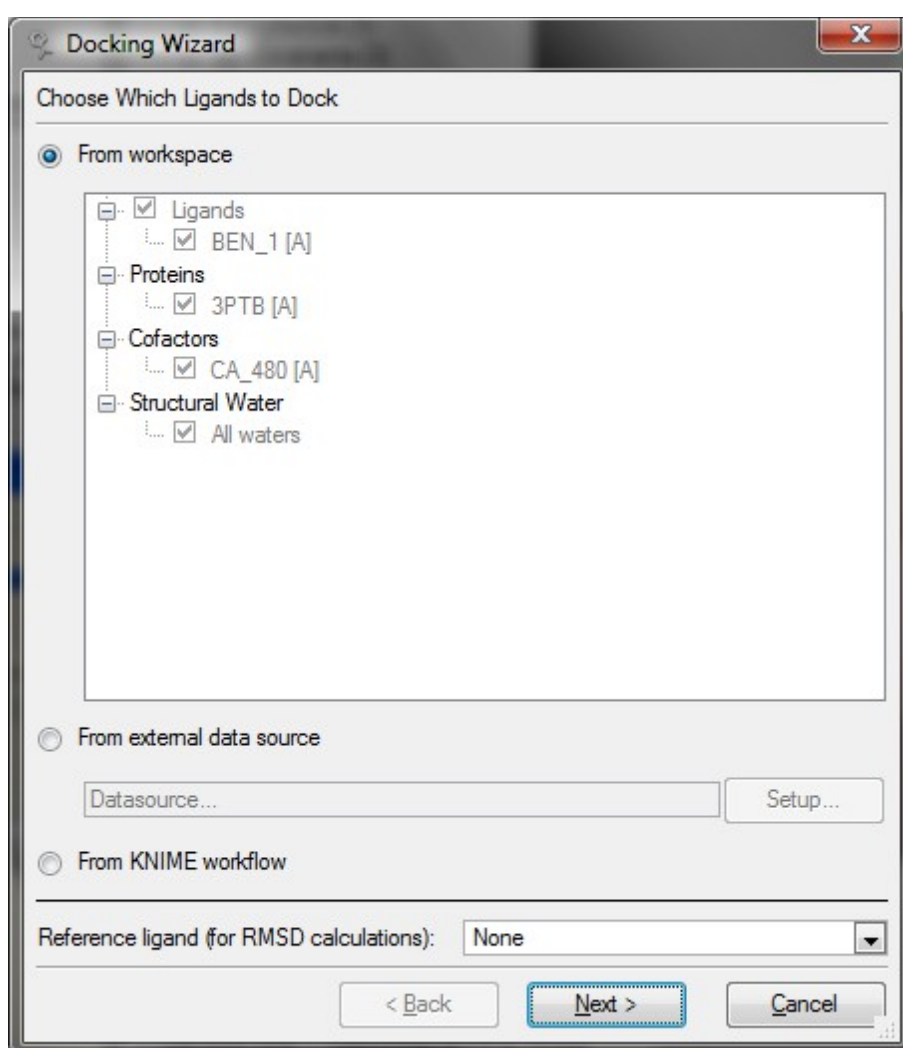 Docking Wizard
Choose Which Ligands to Dock
From workspace
Ligands
BEN_1 [A]
Proteins
3PTB [A]
Cofactors
CA_480 [A]
Structural Water
All waters
From external data source
Datasource... Setup...
From KNIME workflow
Reference ligand (for RMSD calculations): None
< Back Next > Cancel